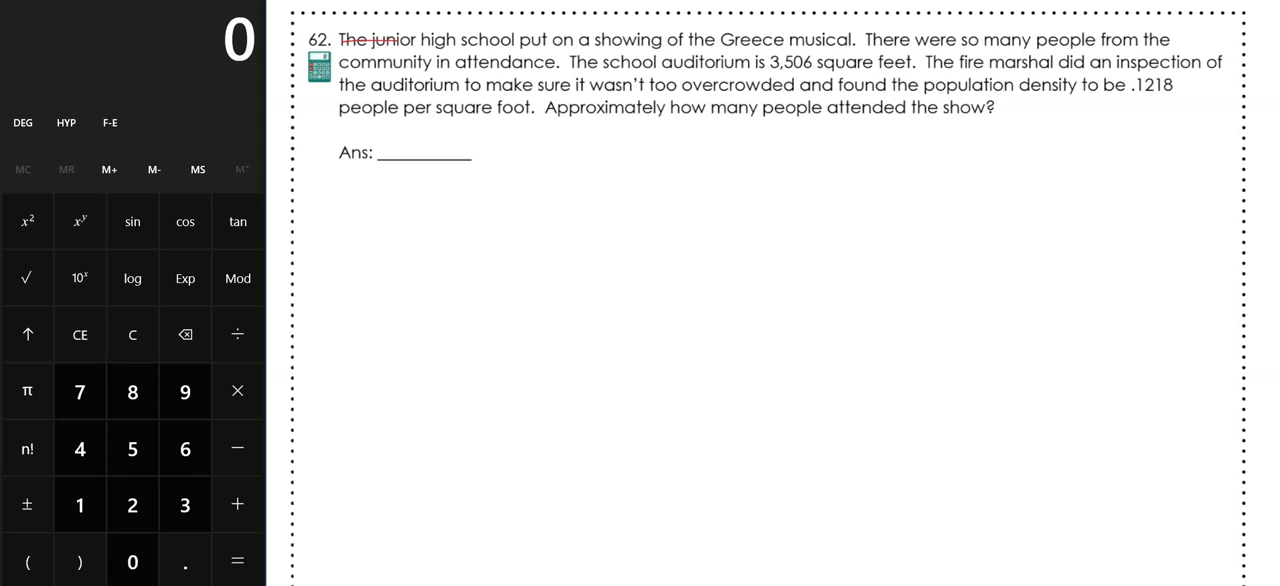 0
DEG HYP F-E
MC MR M+ M- MS M˅
x² xʸ sin cos tan
√ 10ˣ log Exp Mod
↑ CE C ⌫ ÷
π 7 8 9 ×
n! 4 5 6 −
± 1 2 3 +
( ) 0 . =
62. The junior high school put on a showing of the Greece musical. There were so many people from the
community in attendance. The school auditorium is 3,506 square feet. The fire marshal did an inspection of
the auditorium to make sure it wasn't too overcrowded and found the population density to be .1218
people per square foot. Approximately how many people attended the show?
Ans: __________